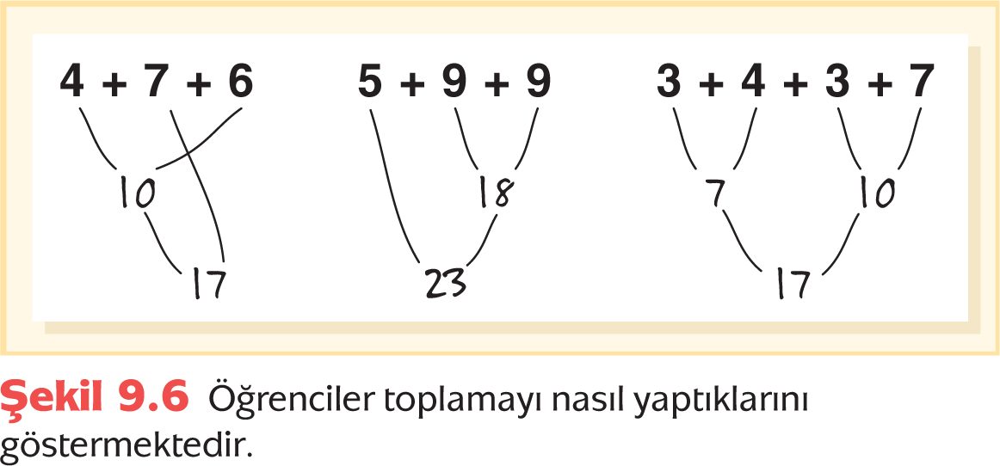 4 + 7 + 6 5 + 9 + 9 3 + 4 + 3 + 7
10 18 7 10
17 23 17
Şekil 9.6 Öğrenciler toplamayı nasıl yaptıklarını
göstermektedir.